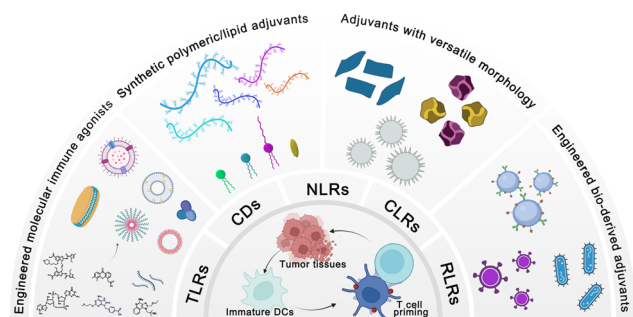 Engineered molecular immune agonists
Synthetic polymeric/lipid adjuvants
Adjuvants with versatile morphology
Engineered bio-derived adjuvants
TLRs
CDs
NLRs
CLRs
RLRs
Tumor tissues
Immature DCs
T cell
priming